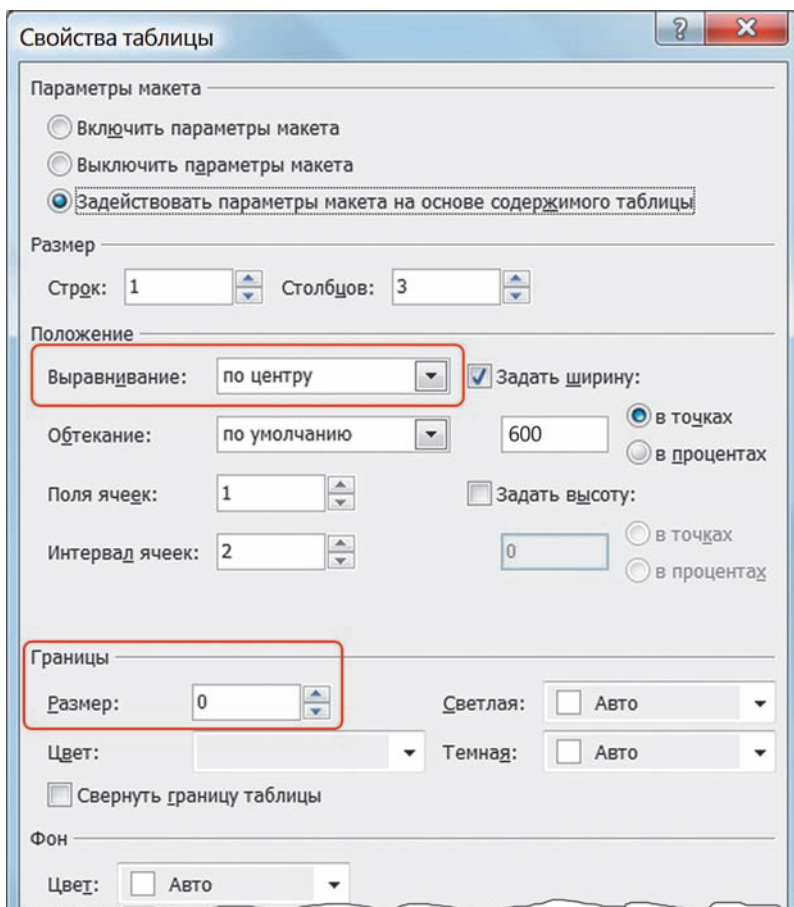 Свойства таблицы
?
Параметры макета
Включить параметры макета
Выключить параметры макета
Задействовать параметры макета на основе содержимого таблицы
Размер
Строк: 1 Столбцов: 3
Положение
Выравнивание: по центру Задать ширину:
Обтекание: по умолчанию 600 в точках
в процентах
Поля ячеек: 1 Задать высоту:
Интервал ячеек: 2 0 в точках
в процентах
Границы
Размер: 0 Светлая: Авто
Цвет: Темная: Авто
Свернуть границу таблицы
Фон
Цвет: Авто